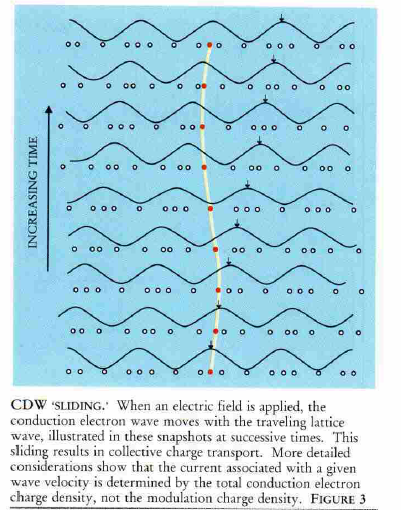 INCREASING TIME
CDW 'SLIDING.' When an electric field is applied, the
conduction electron wave moves with the traveling lattice
wave, illustrated in these snapshots at successive times. This
sliding results in collective charge transport. More detailed
considerations show that the current associated with a given
wave velocity is determined by the total conduction electron
charge density, not the modulation charge density. FIGURE 3